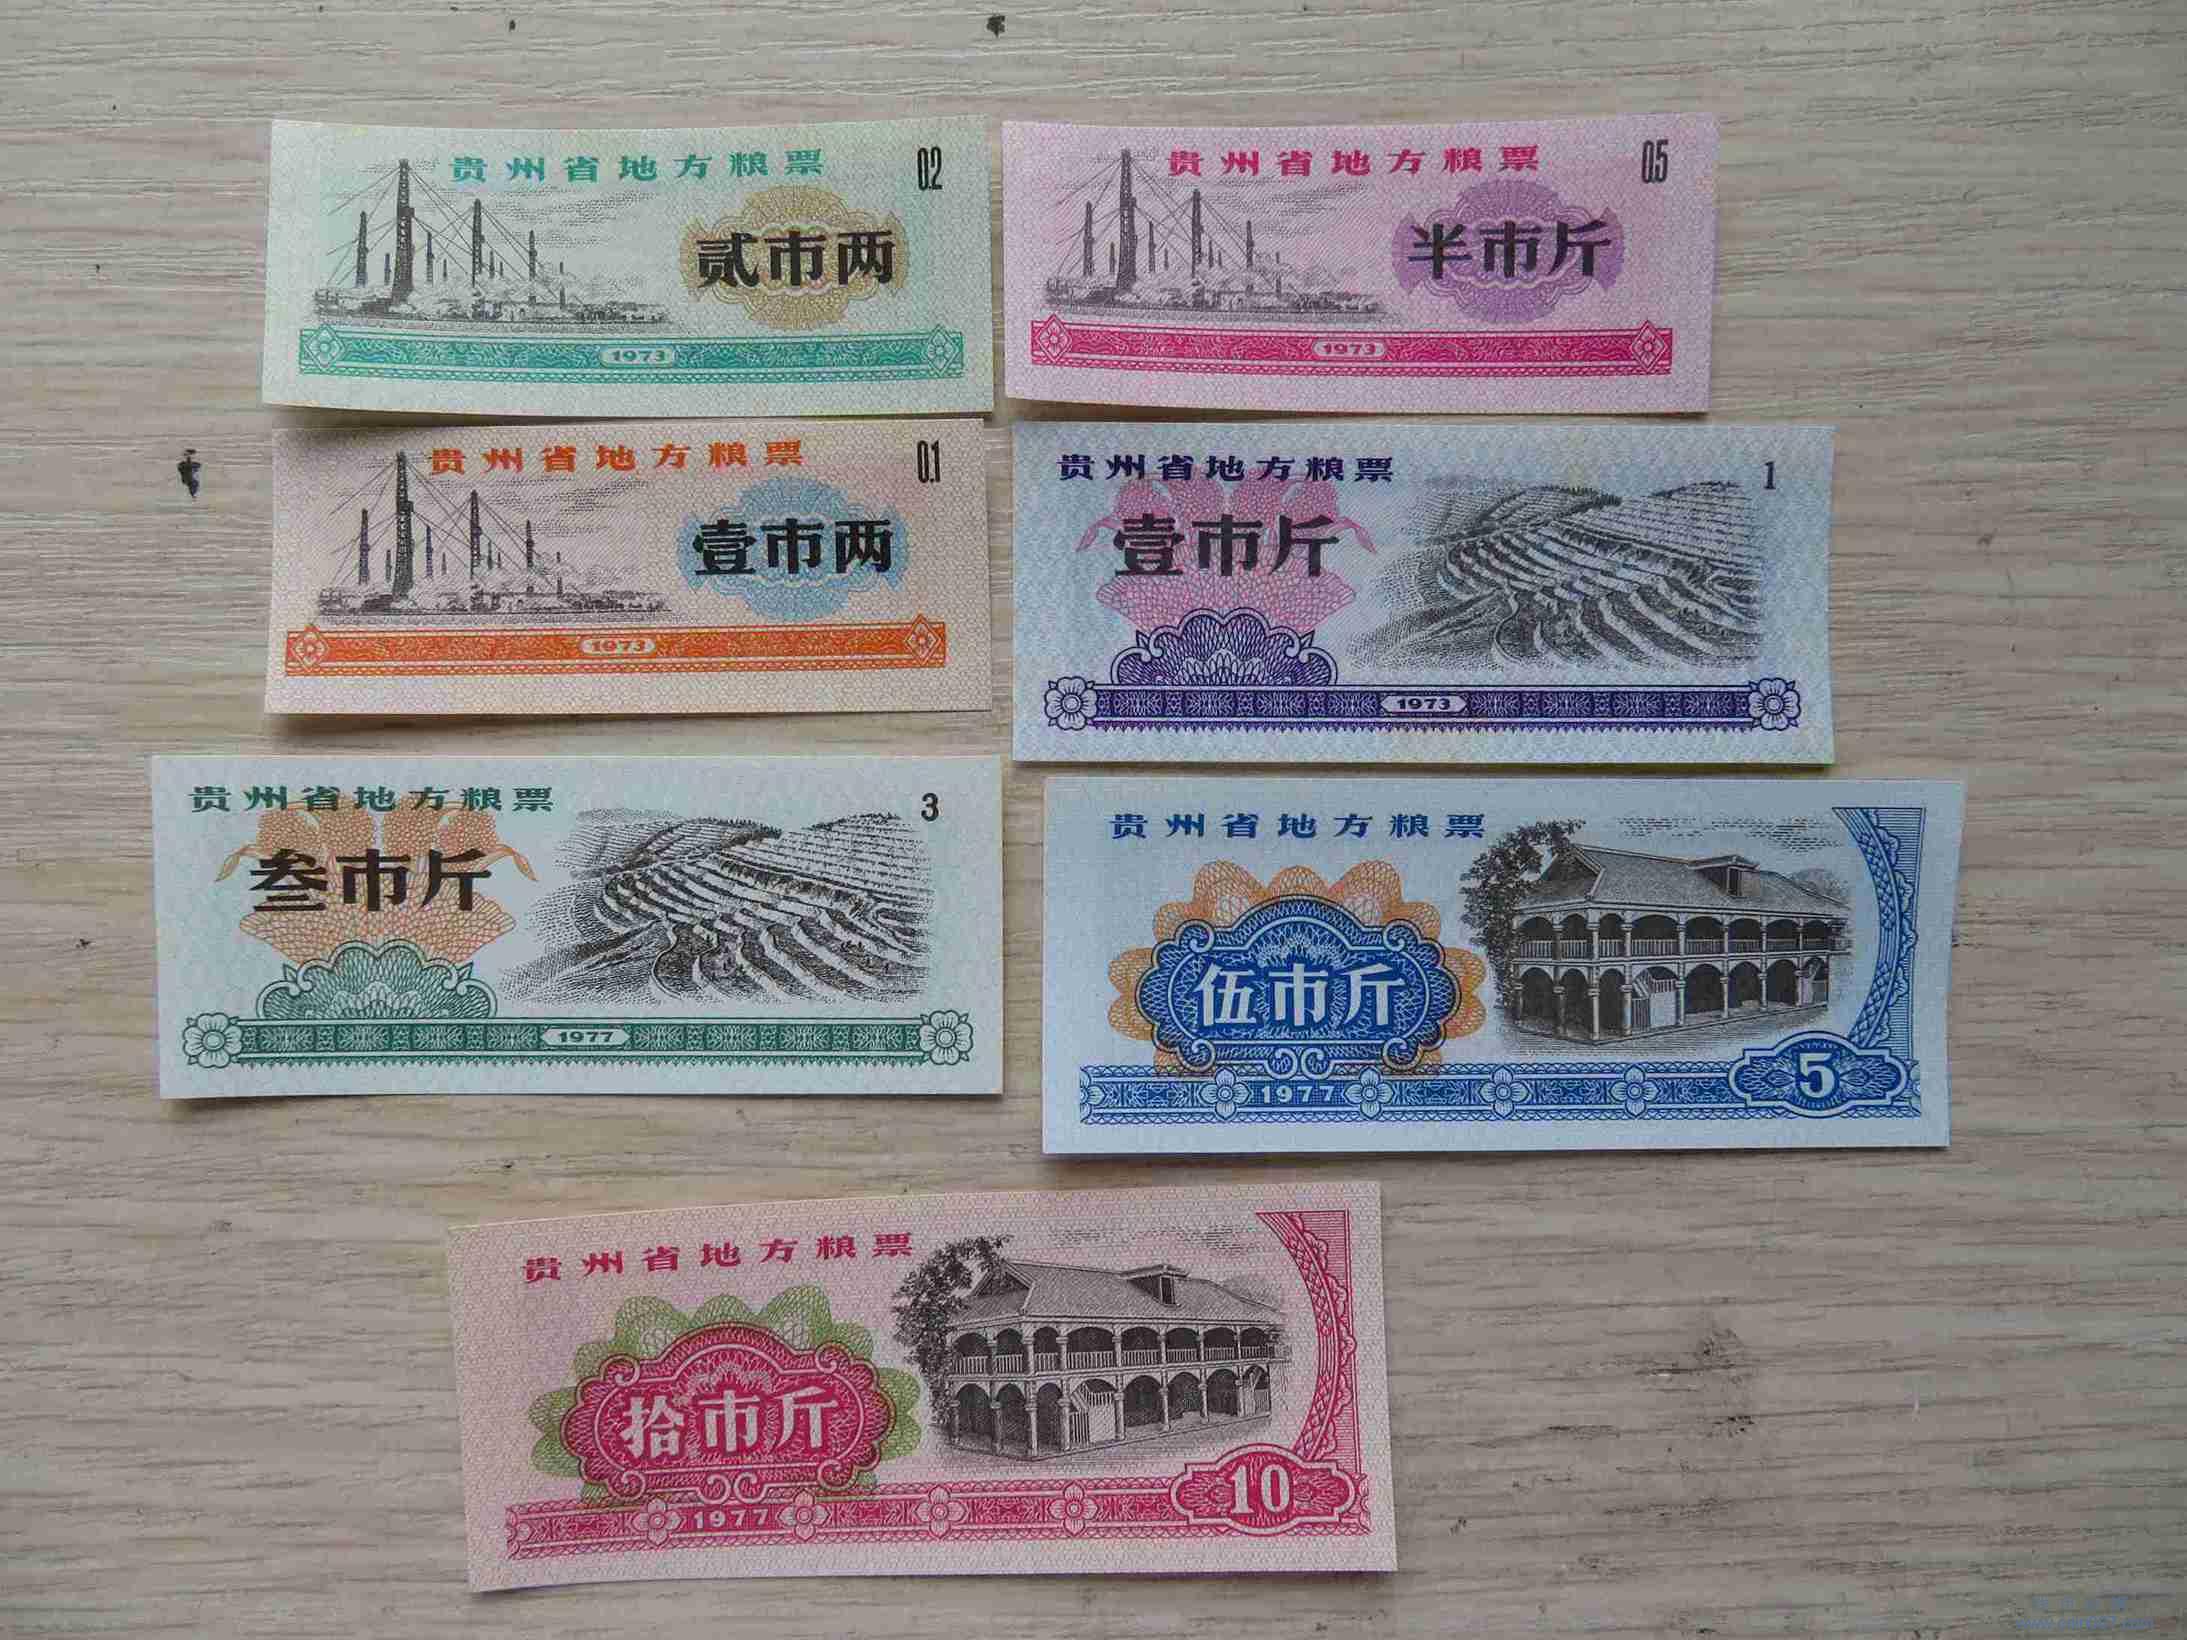 贵州省地方粮票
0.2
贰市两
1973
贵州省地方粮票
0.5
半市斤
1973
贵州省地方粮票
0.1
壹市两
1973
贵州省地方粮票
1
壹市斤
1973
贵州省地方粮票
3
叁市斤
1977
贵州省地方粮票
伍市斤
5
1977
贵州省地方粮票
拾市斤
10
1977